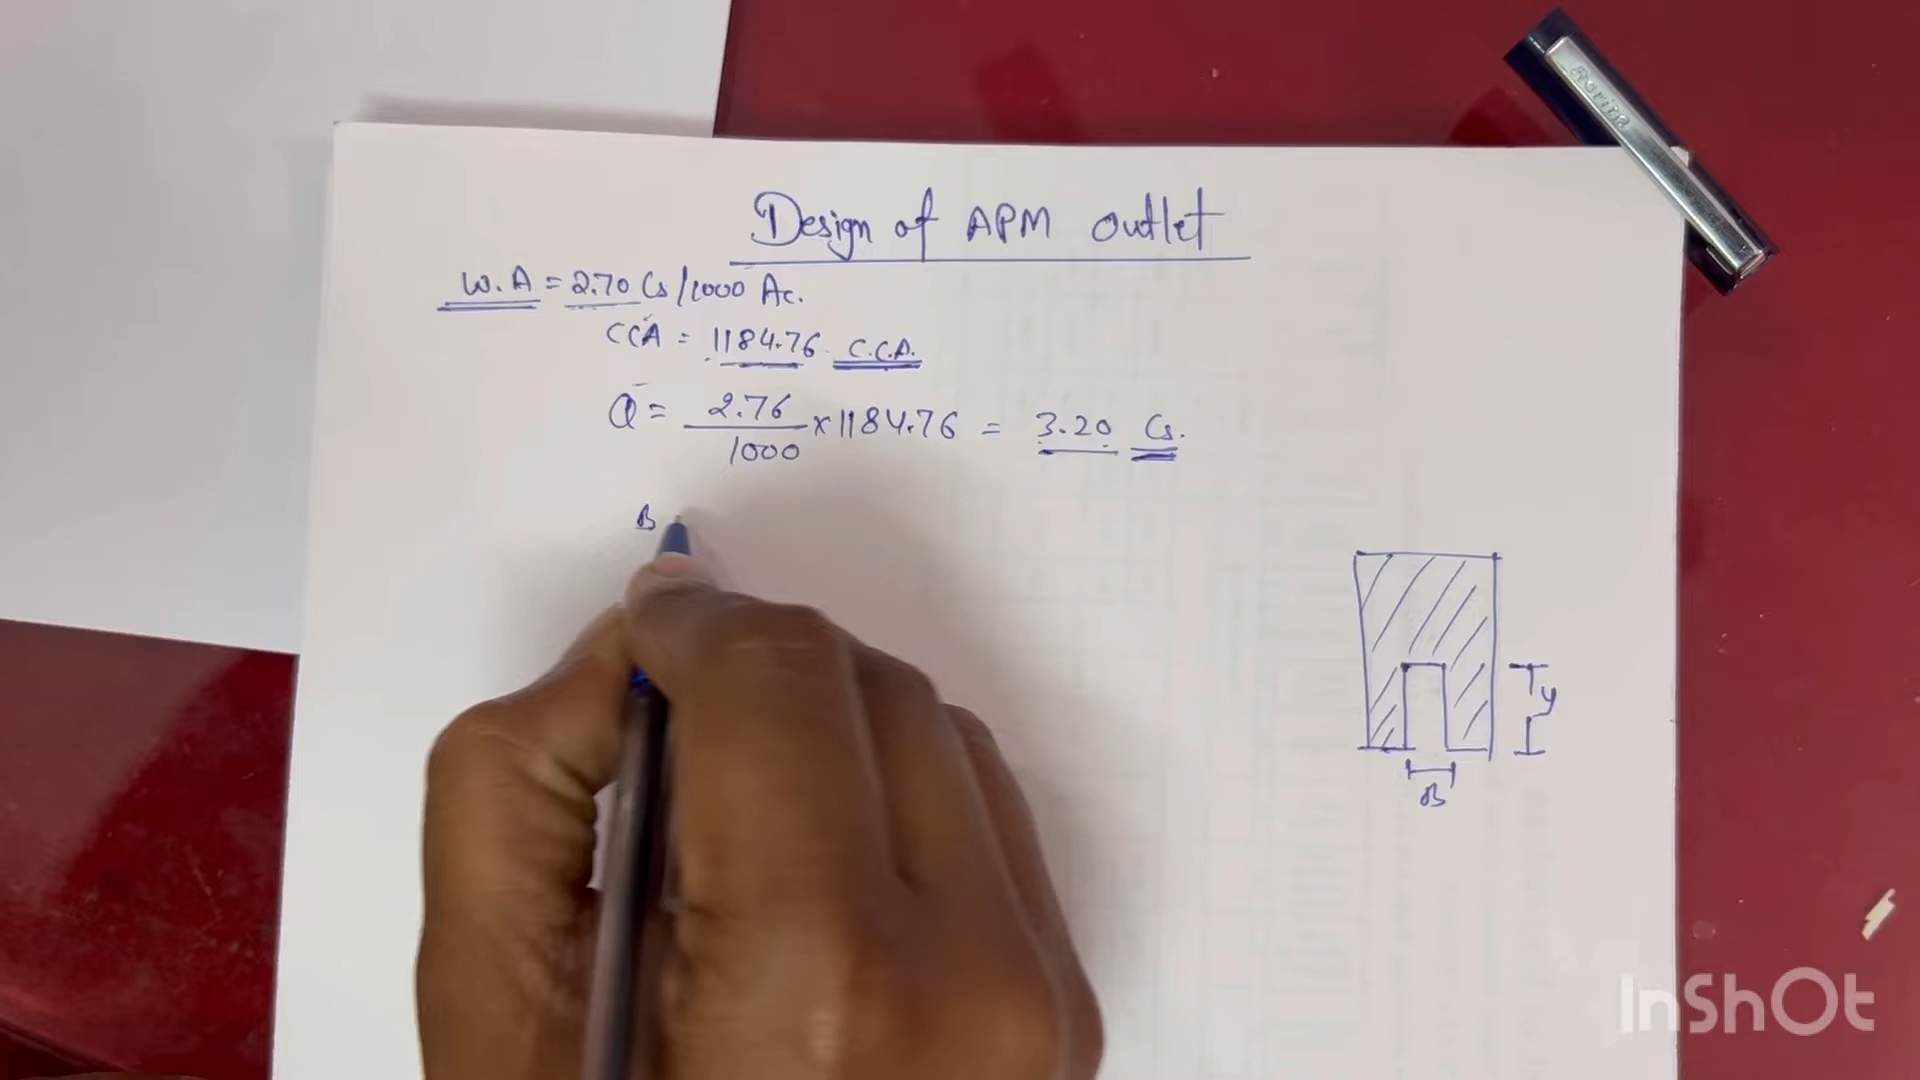 Design of APM outlet
W.A = 2.70 Cs/1000 Ac.
CCA = 1184.76 C.C.A.
Q = 2.76 / 1000 x 1184.76 = 3.20 Cs.
B
y
B
InShOt